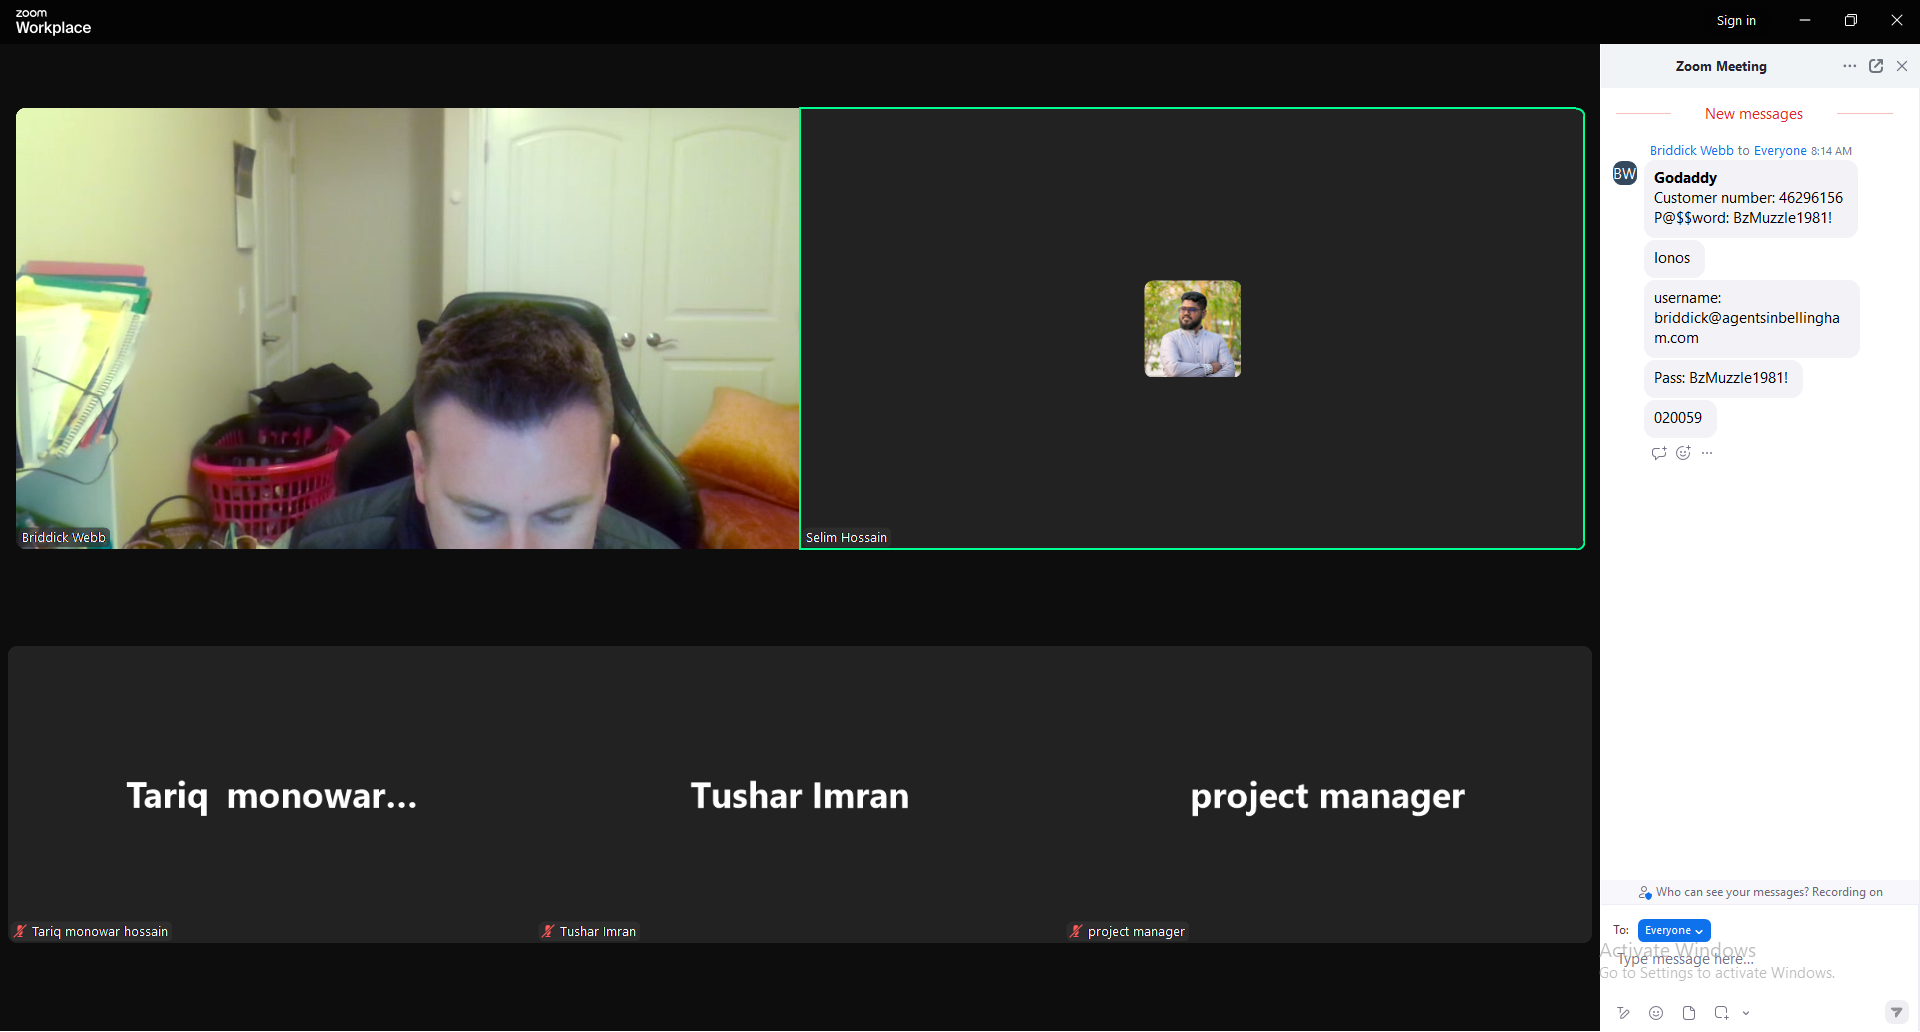 zoom
Workplace
Sign in
Zoom Meeting
New messages
Briddick Webb to Everyone 8:14 AM
BW
Godaddy
Customer number: 46296156
P@$$word: BzMuzzle1981!
Ionos
username:
briddick@agentsinbellingha
m.com
Pass: BzMuzzle1981!
020059
Briddick Webb
Selim Hossain
Tariq monowar...
Tushar Imran
project manager
Tariq monowar hossain
Tushar Imran
project manager
Who can see your messages? Recording on
To: Everyone
Type message here...
Activate Windows
Go to Settings to activate Windows.